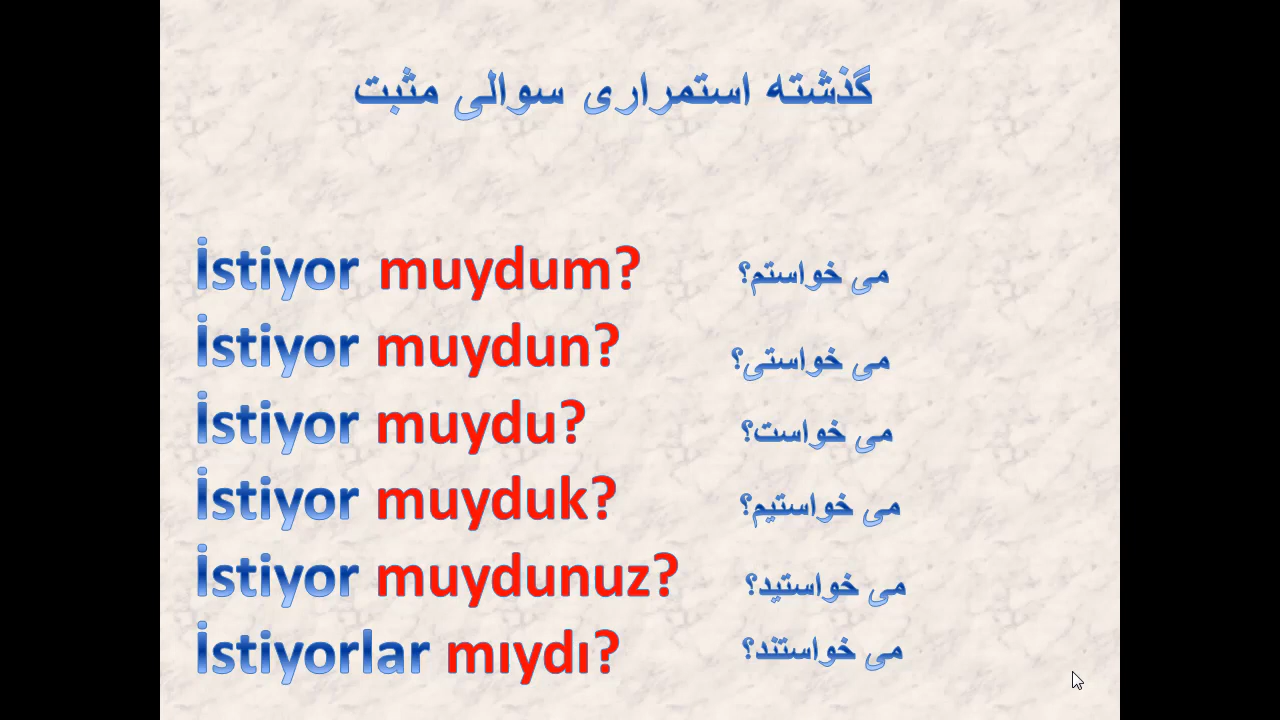 گذشته استمراری سوالی مثبت
İstiyor muydum? می خواستم؟
İstiyor muydun? می خواستی؟
İstiyor muydu? می خواست؟
İstiyor muyduk? می خواستیم؟
İstiyor muydunuz? می خواستید؟
İstiyorlar mıydı? می خواستند؟